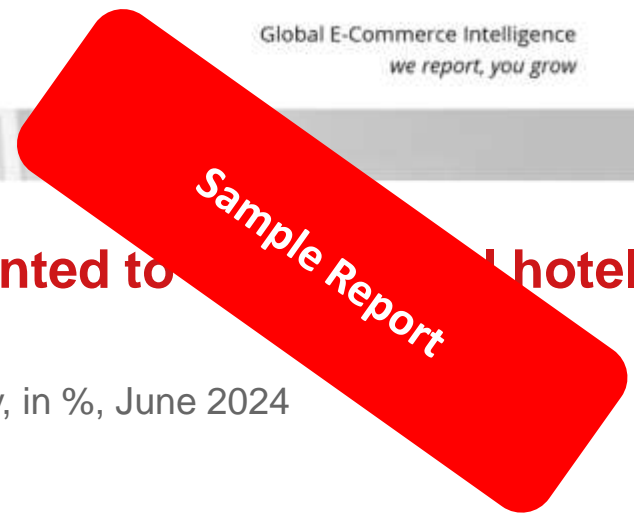 Global E-Commerce Intelligence
we report, you grow
Sample Report
nted to hotel
, in %, June 2024